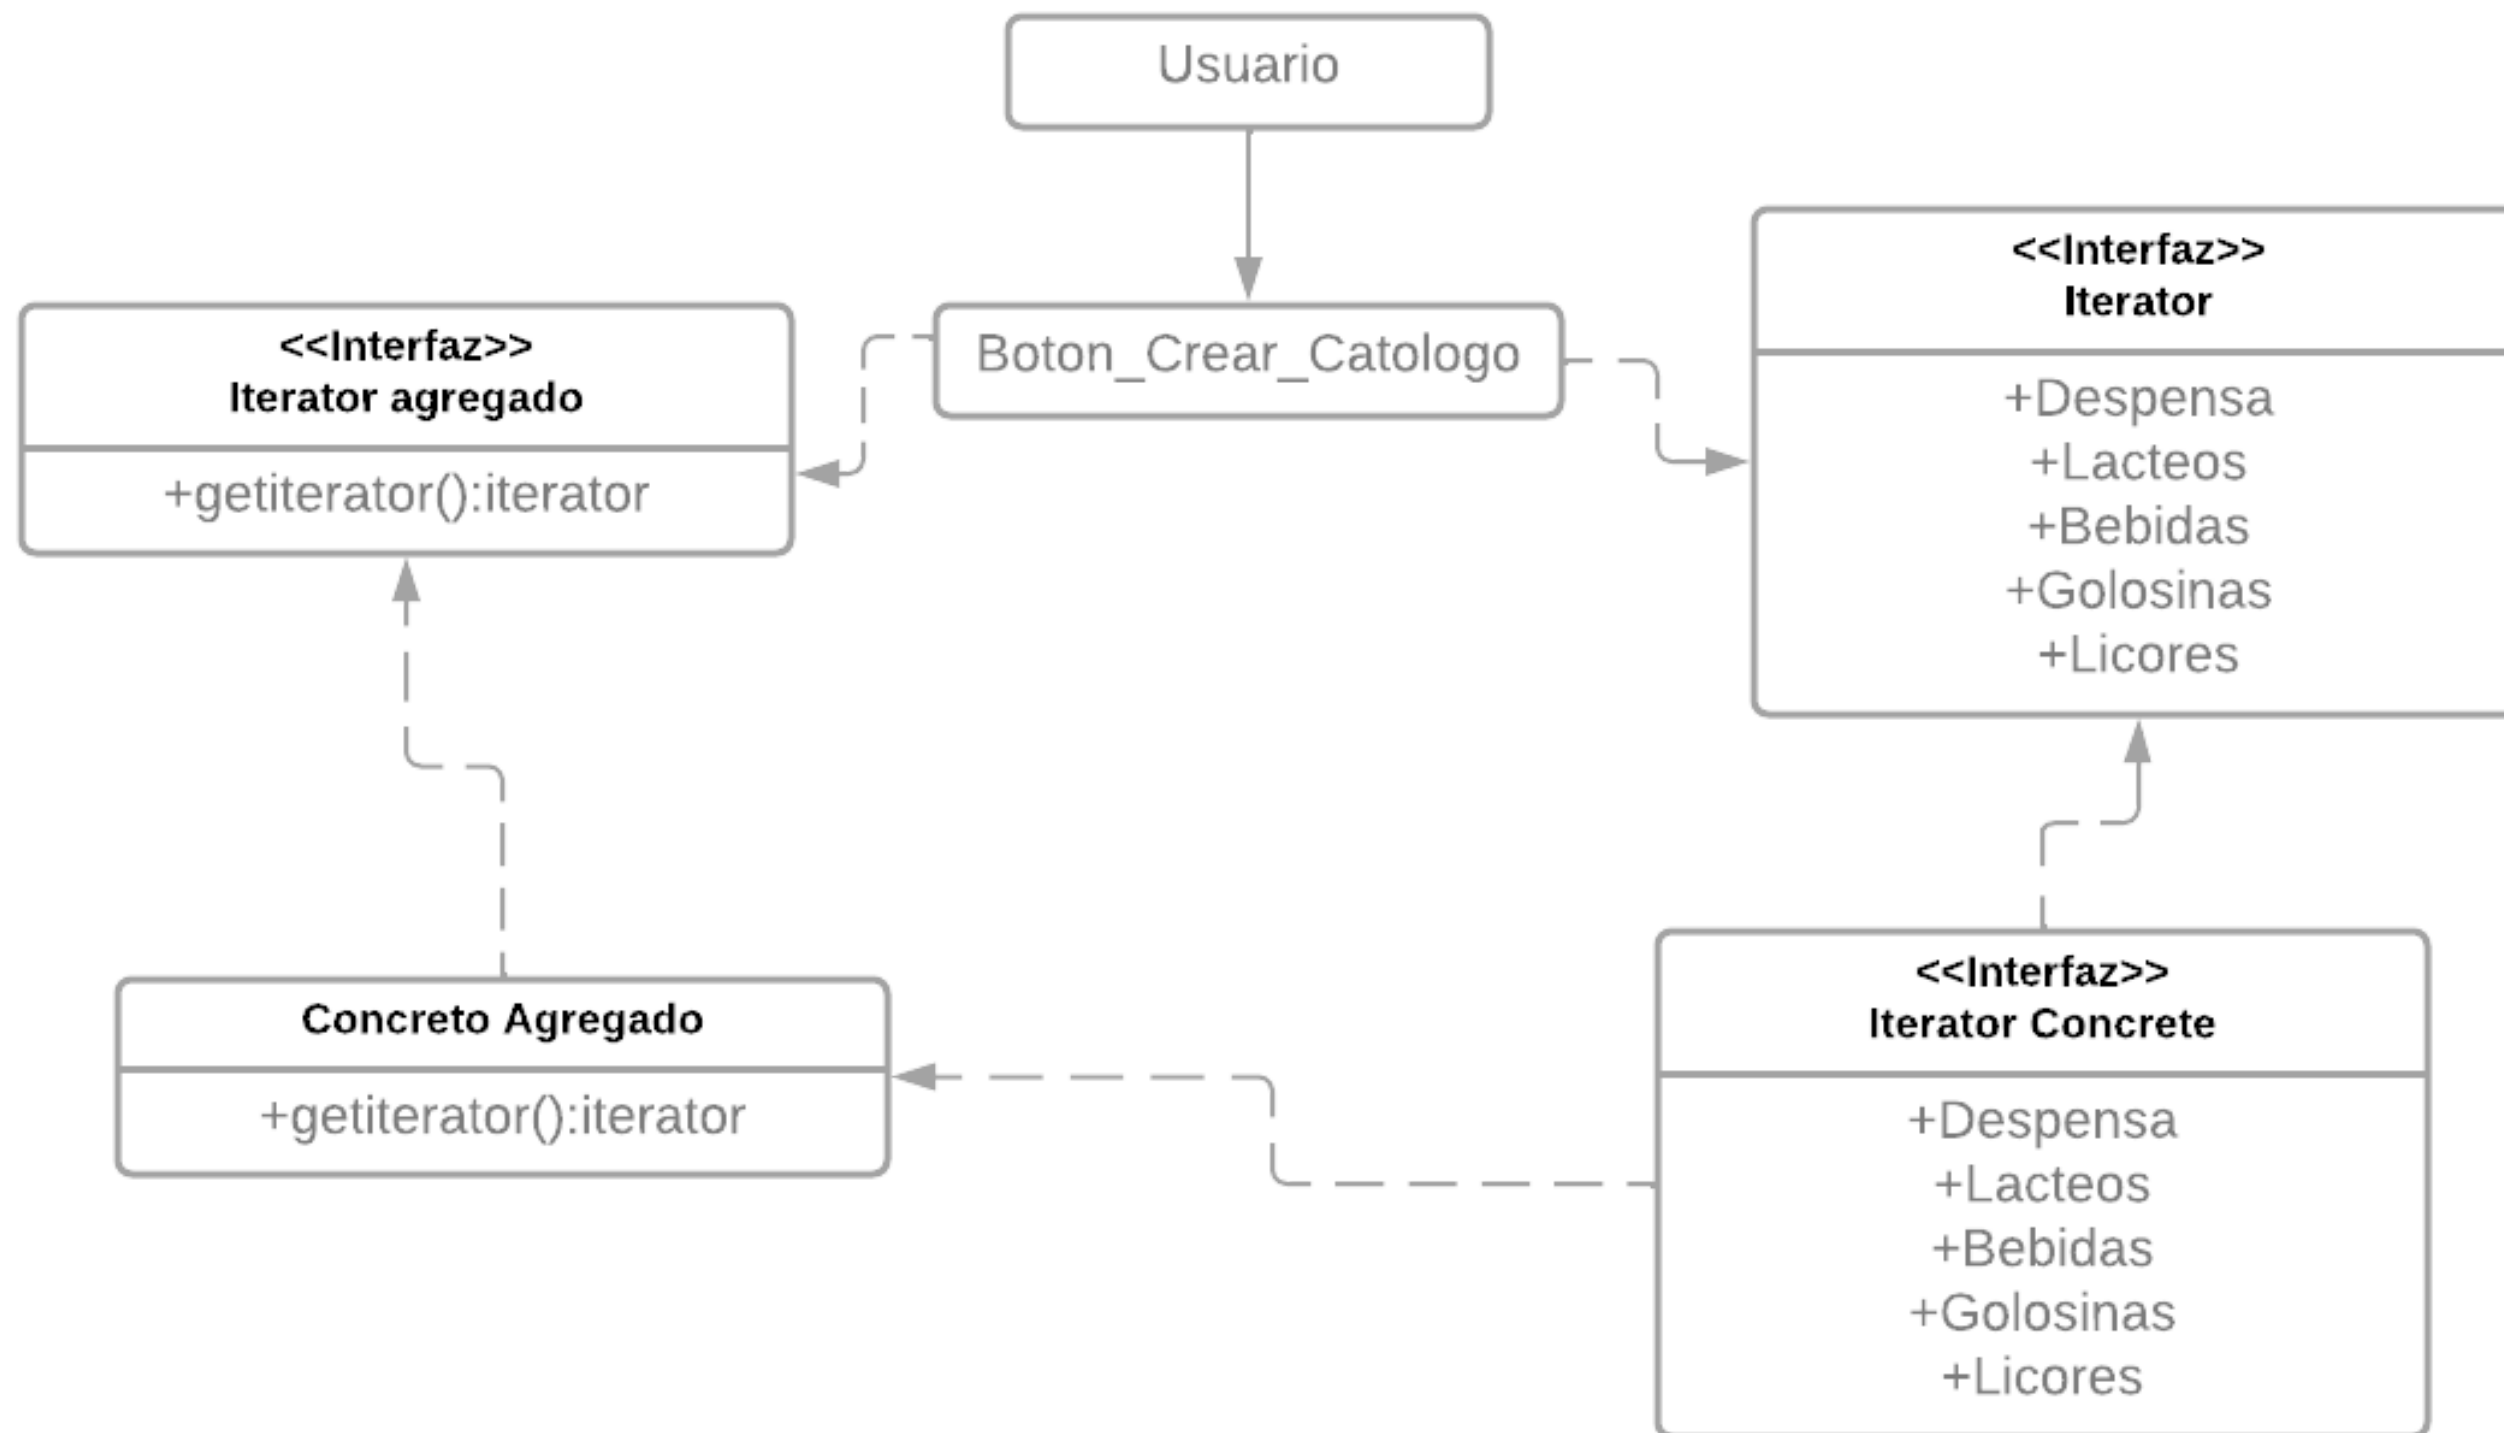 Usuario
<<Interfaz>>
Iterator
<<Interfaz>>
Iterator agregado
Boton_Crear_Catologo
+getiterator():iterator
+Despensa
+Lacteos
+Bebidas
+Golosinas
+Licores
Concreto Agregado
+getiterator():iterator
<<Interfaz>>
Iterator Concrete
+Despensa
+Lacteos
+Bebidas
+Golosinas
+Licores